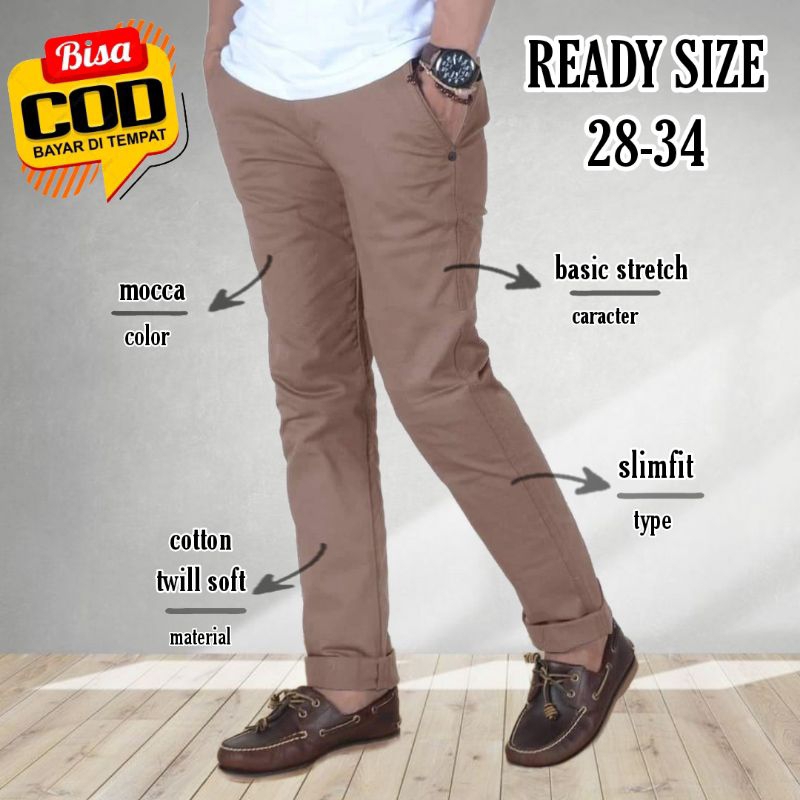 Bisa
COD
BAYAR DI TEMPAT
READY SIZE
28-34
mocca
color
basic stretch
caracter
slimfit
type
cotton
twill soft
material